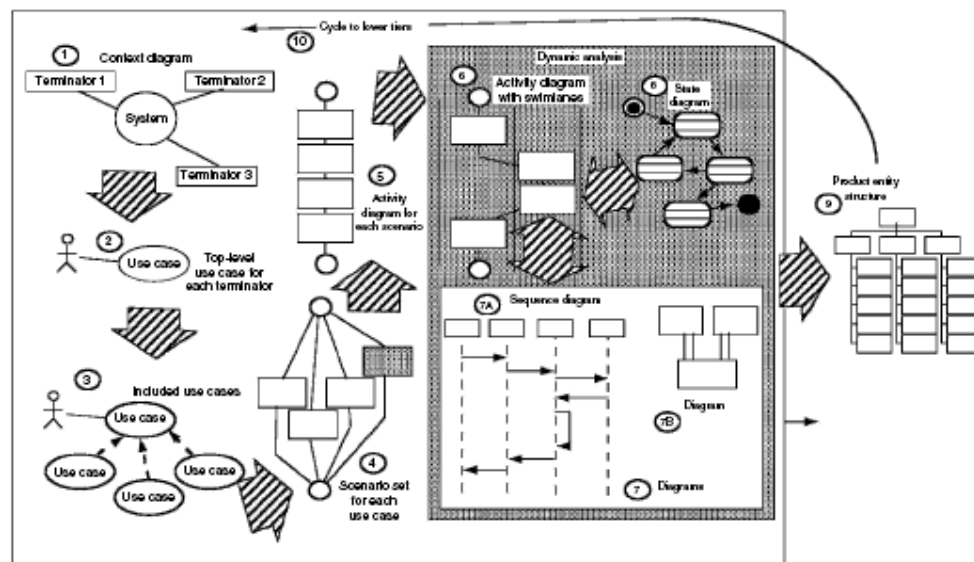 10
Cycle to lower tiers
1
Context diagram
Terminator 1
Terminator 2
System
Terminator 3
2
Use case
Top-level
use case for
each terminator
3
Included use cases
Use case
Use case
Use case
Use case
4
Scenario set
for each
use case
5
Activity
diagram for
each scenario
Dynamic analysis
6
Activity diagram
with swimlanes
8
State
diagram
7A
Sequence diagram
7B
Diagram
7
Diagrams
9
Product entity
structure